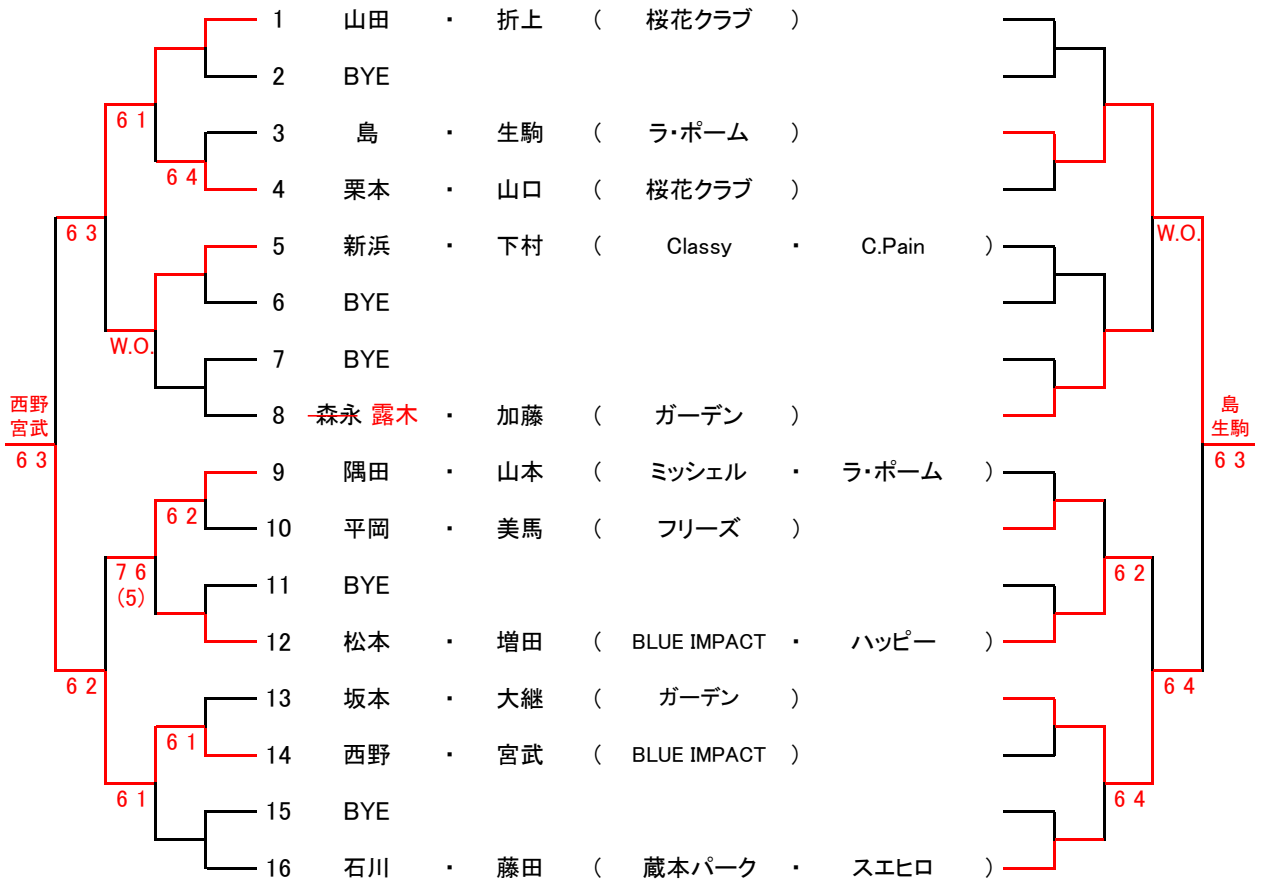 1 山田 ・ 折上 ( 桜花クラブ )
2 BYE
6 1
3 島 ・ 生駒 ( ラ・ポーム )
6 4
4 栗本 ・ 山口 ( 桜花クラブ )
6 3
5 新浜 ・ 下村 ( Classy ・ C.Pain )
W.O.
6 BYE
W.O.
7 BYE
西野
宮武
6 3
8 森永 露木 ・ 加藤 ( ガーデン )
島
生駒
6 3
9 隅田 ・ 山本 ( ミッシェル ・ ラ・ポーム )
6 2
10 平岡 ・ 美馬 ( フリーズ )
7 6
(5)
11 BYE
6 2
12 松本 ・ 増田 ( BLUE IMPACT ・ ハッピー )
6 2
13 坂本 ・ 大継 ( ガーデン )
6 4
6 1
14 西野 ・ 宮武 ( BLUE IMPACT )
6 1
15 BYE
6 4
16 石川 ・ 藤田 ( 蔵本パーク ・ スエヒロ )